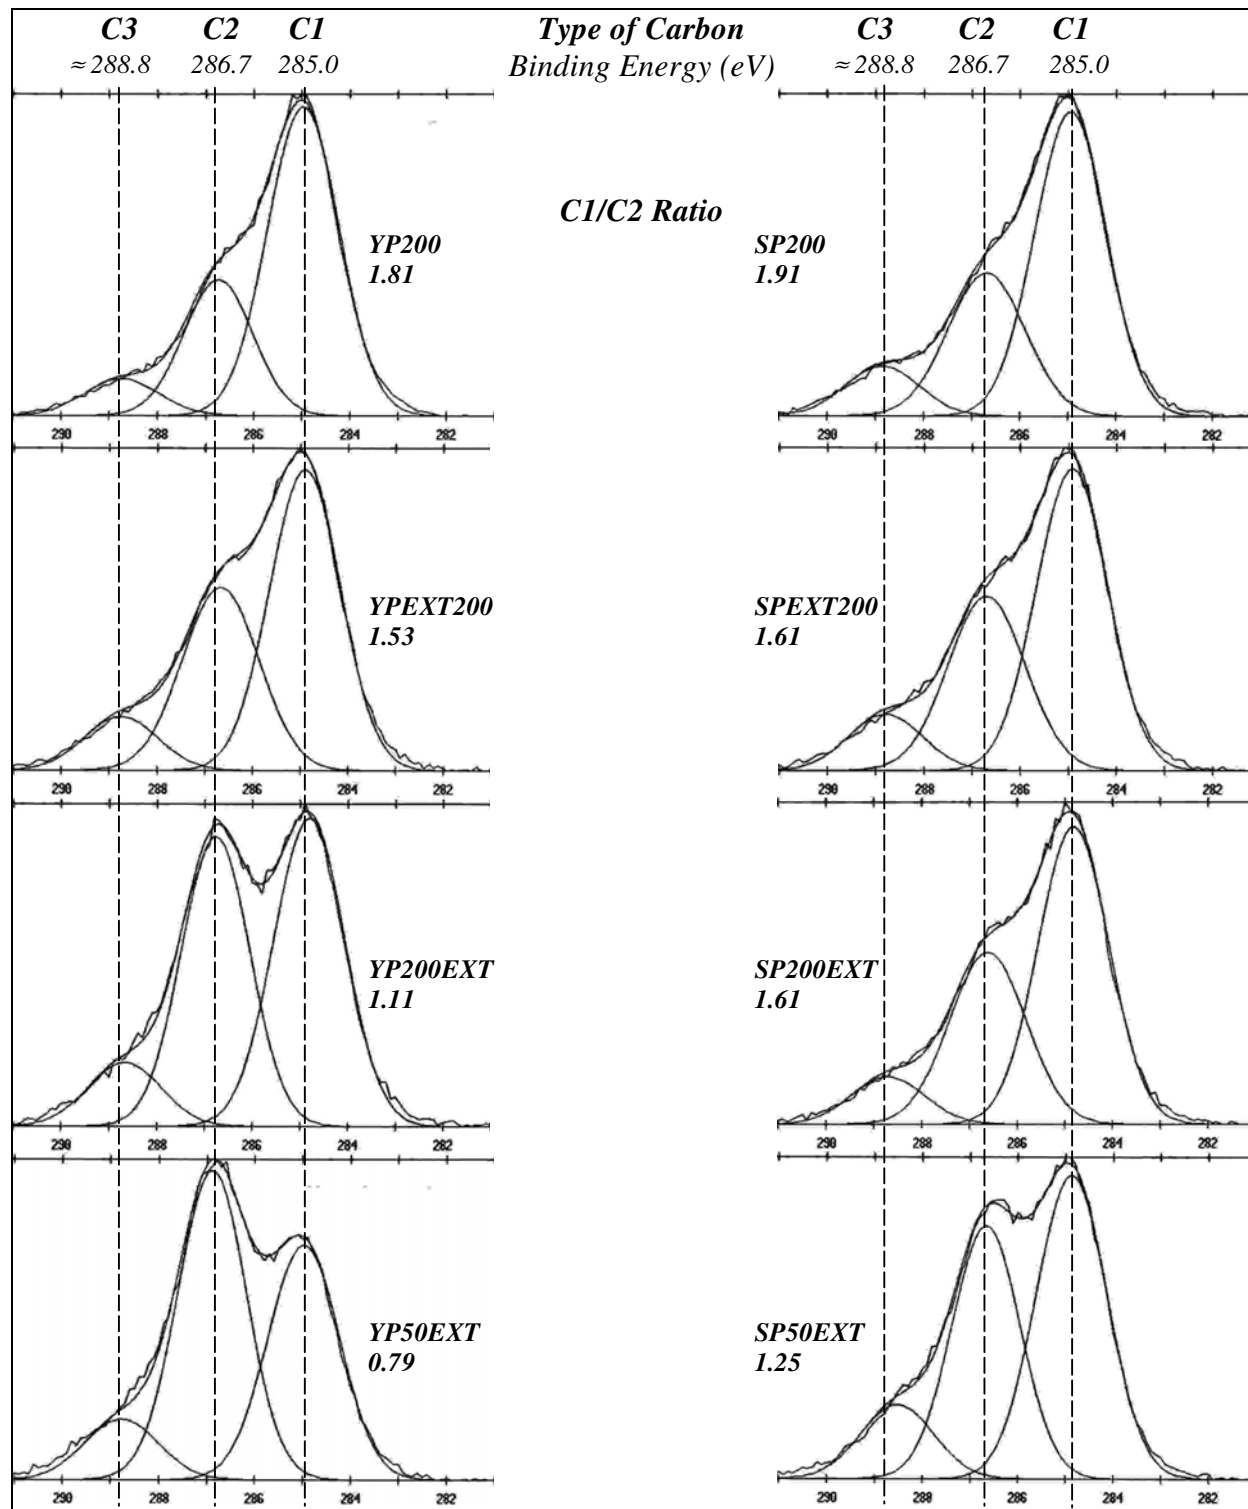 C3 C2 C1 Type of Carbon C3 C2 C1
≈288.8 286.7 285.0 Binding Energy (eV) ≈288.8 286.7 285.0
C1/C2 Ratio
YP200 SP200
1.81 1.91
290 288 286 284 282 290 288 286 284 282
YPEXT200 SPEXT200
1.53 1.61
290 288 286 284 282 290 288 286 284 282
YP200EXT SP200EXT
1.11 1.61
290 288 286 284 282 290 288 286 284 282
YP50EXT SP50EXT
0.79 1.25
290 288 286 284 282 290 288 286 284 282